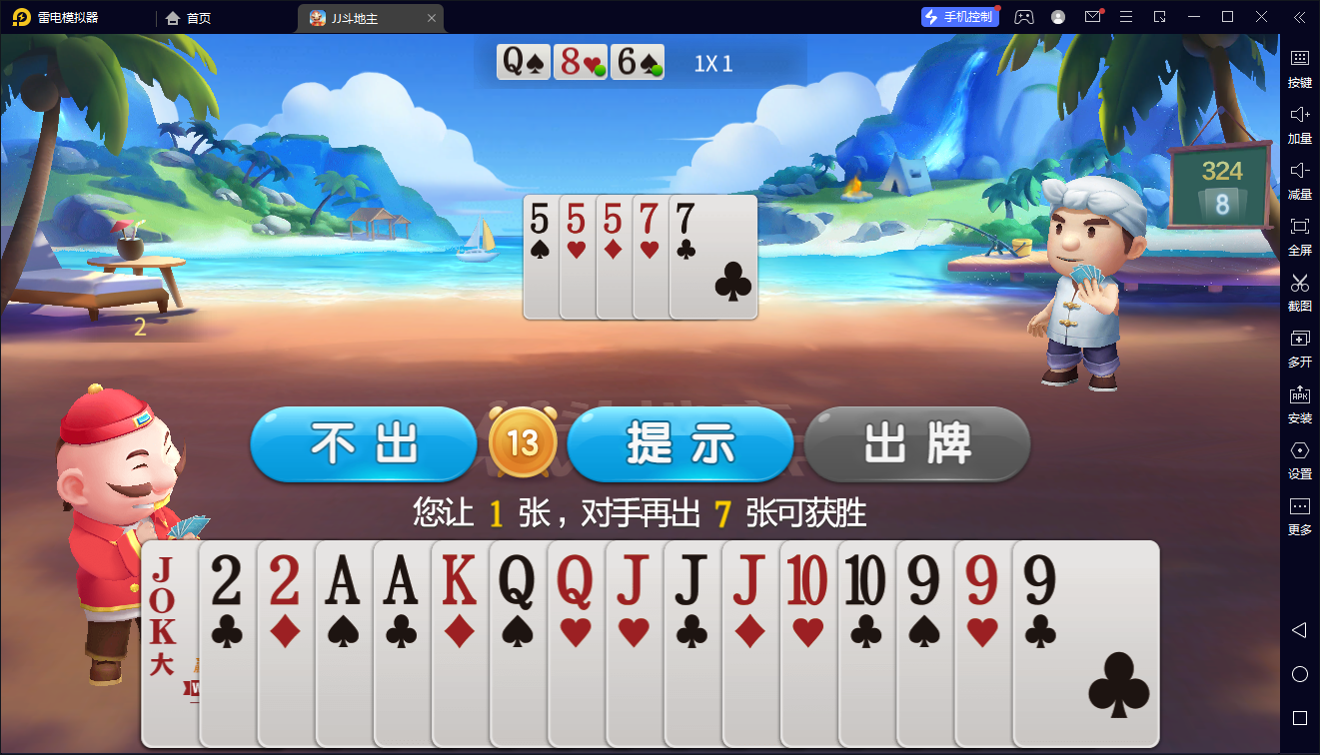 雷电模拟器
首页
JJ斗地主
手机控制
Q 8 6 1X1
按键
加量
324
8
减量
5 5 5 7 7
全屏
截图
2
多开
安装
不出 13 提示 出牌
设置
您让 1 张，对手再出 7 张可获胜
更多
JOK大 2 2 A A K Q Q J J J 10 10 9 9 9